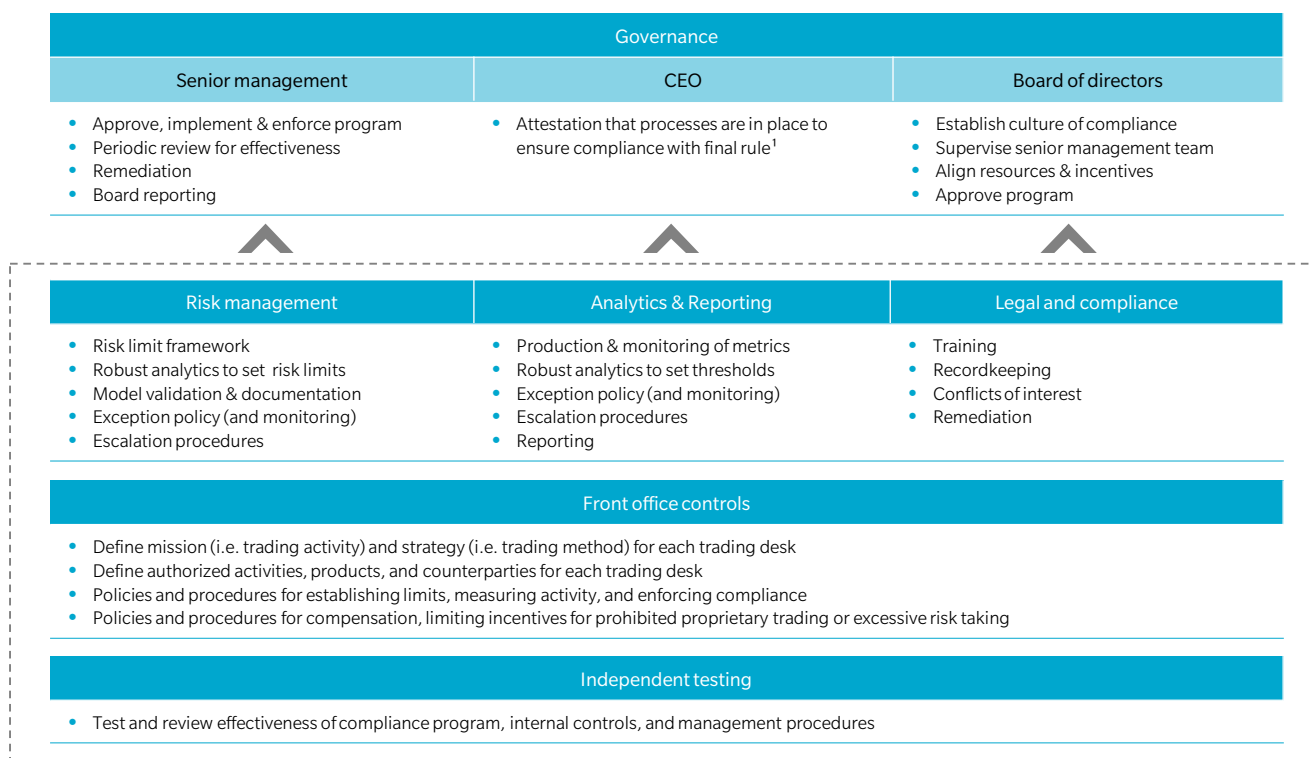 Governance
Senior management
CEO
Board of directors
• Approve, implement & enforce program
• Periodic review for effectiveness
• Remediation
• Board reporting
• Attestation that processes are in place to
ensure compliance with final rule¹
• Establish culture of compliance
• Supervise senior management team
• Align resources & incentives
• Approve program
Risk management
Analytics & Reporting
Legal and compliance
• Risk limit framework
• Robust analytics to set risk limits
• Model validation & documentation
• Exception policy (and monitoring)
• Escalation procedures
• Production & monitoring of metrics
• Robust analytics to set thresholds
• Exception policy (and monitoring)
• Escalation procedures
• Reporting
• Training
• Recordkeeping
• Conflicts of interest
• Remediation
Front office controls
• Define mission (i.e. trading activity) and strategy (i.e. trading method) for each trading desk
• Define authorized activities, products, and counterparties for each trading desk
• Policies and procedures for establishing limits, measuring activity, and enforcing compliance
• Policies and procedures for compensation, limiting incentives for prohibited proprietary trading or excessive risk taking
Independent testing
• Test and review effectiveness of compliance program, internal controls, and management procedures